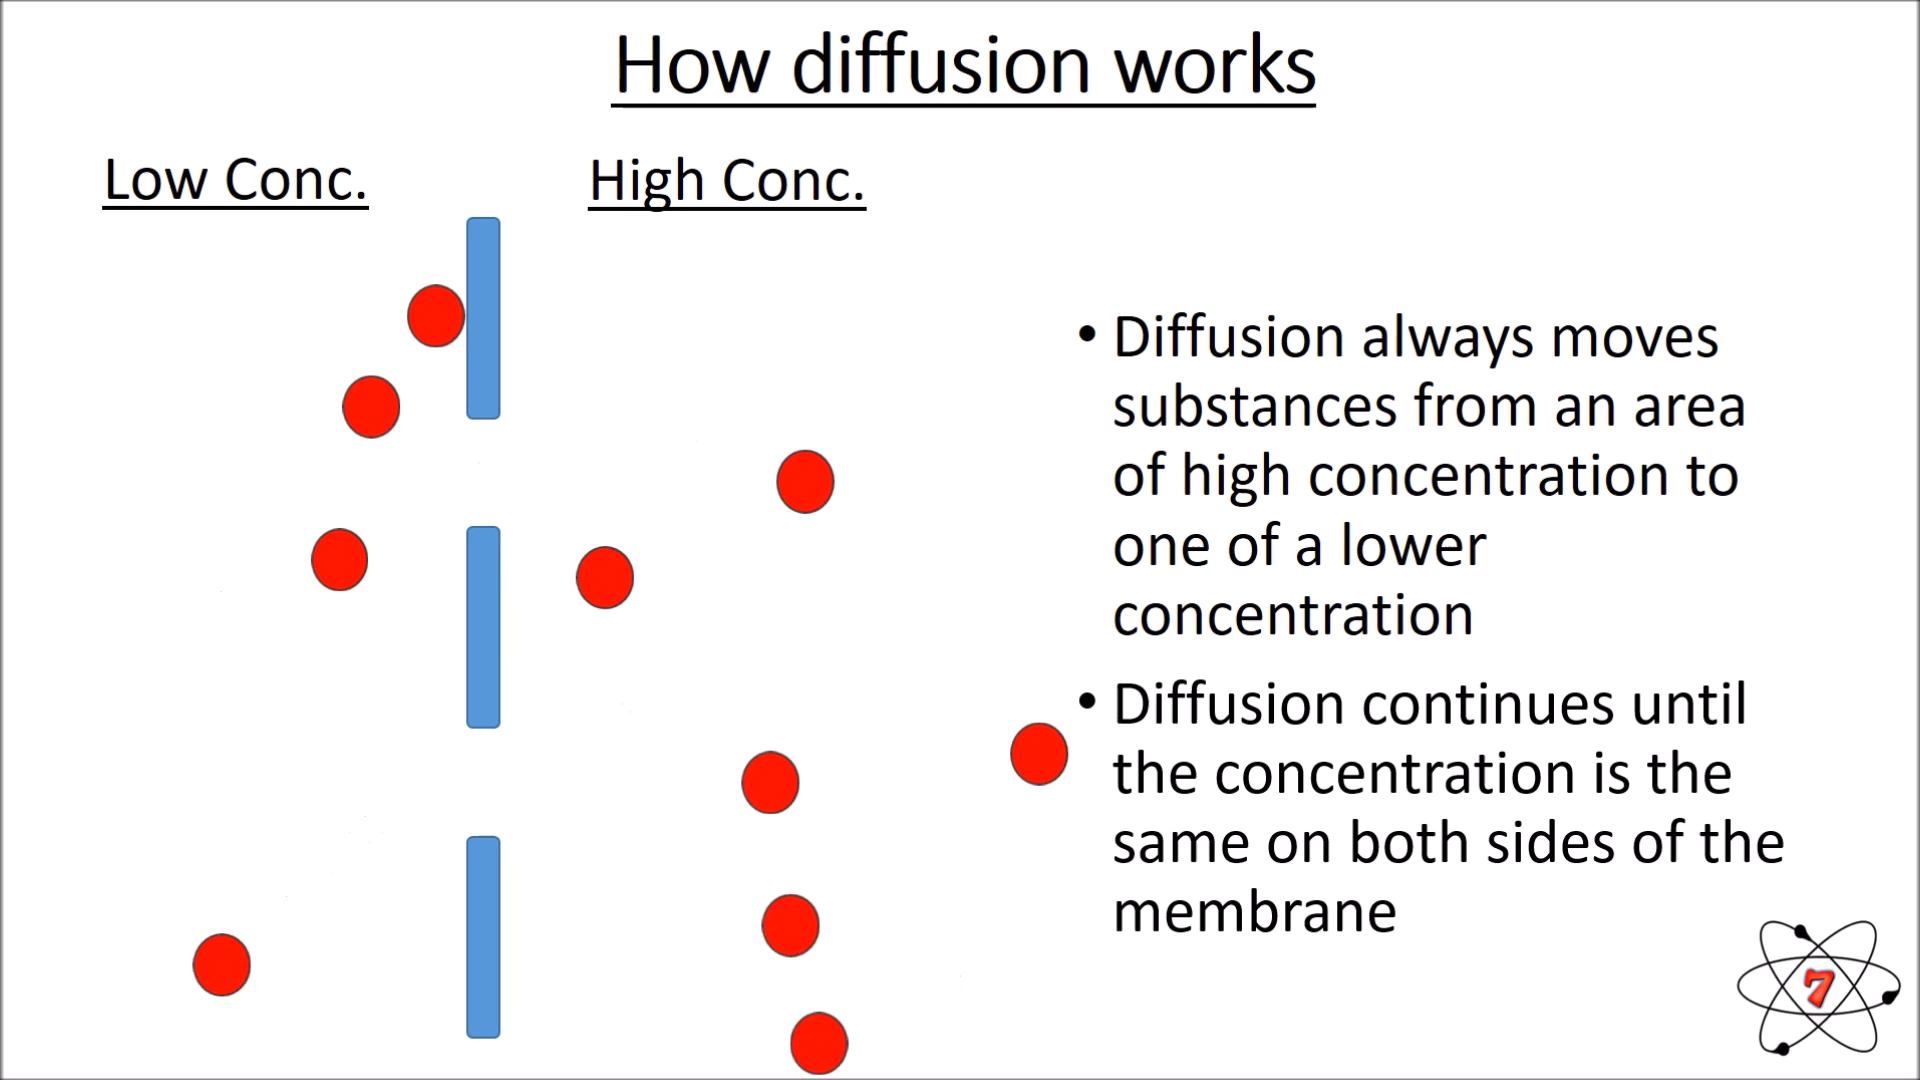 How diffusion works
Low Conc.
High Conc.
• Diffusion always moves
substances from an area
of high concentration to
one of a lower
concentration
• Diffusion continues until
the concentration is the
same on both sides of the
membrane
7